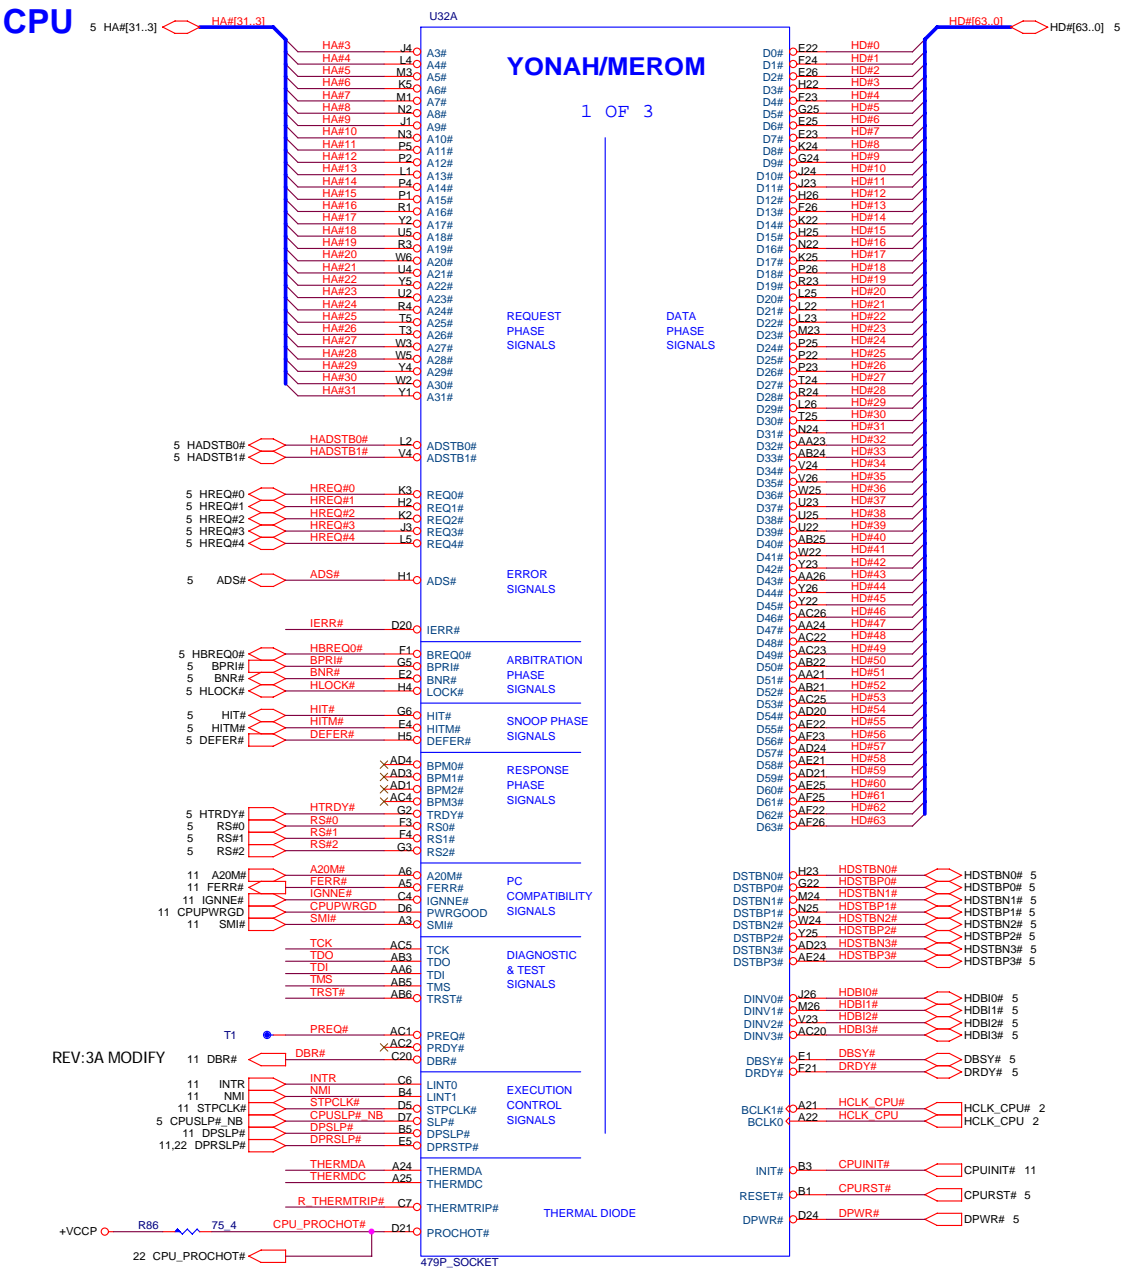 CPU
5 HA#[31..3] HA#[31..3] U32A HD#[63..0] HD#[63..0] 5
YONAH/MEROM
1 OF 3
HA#3 J4 A3# D0# E22 HD#0
HA#4 L4 A4# D1# F24 HD#1
HA#5 M3 A5# D2# E26 HD#2
HA#6 K5 A6# D3# H22 HD#3
HA#7 M1 A7# D4# F23 HD#4
HA#8 N2 A8# D5# G25 HD#5
HA#9 J1 A9# D6# E25 HD#6
HA#10 N3 A10# D7# E23 HD#7
HA#11 P5 A11# D8# K24 HD#8
HA#12 P2 A12# D9# G24 HD#9
HA#13 L1 A13# D10# J24 HD#10
HA#14 P4 A14# D11# J23 HD#11
HA#15 P1 A15# D12# H26 HD#12
HA#16 R1 A16# D13# F26 HD#13
HA#17 Y2 A17# D14# K22 HD#14
HA#18 U5 A18# D15# H25 HD#15
HA#19 R3 A19# D16# N22 HD#16
HA#20 W6 A20# D17# K25 HD#17
HA#21 U4 A21# D18# P26 HD#18
HA#22 Y5 A22# D19# R23 HD#19
HA#23 U2 A23# D20# L25 HD#20
HA#24 R4 A24# D21# L22 HD#21
HA#25 T5 A25# D22# L23 HD#22
HA#26 T3 A26# D23# M23 HD#23
HA#27 W3 A27# D24# P25 HD#24
HA#28 W5 A28# D25# P22 HD#25
HA#29 Y4 A29# D26# P23 HD#26
HA#30 W2 A30# D27# T24 HD#27
HA#31 Y1 A31# D28# R24 HD#28
REQUEST PHASE SIGNALS
DATA PHASE SIGNALS
D29# L26 HD#29
D30# T25 HD#30
D31# N24 HD#31
5 HADSTB0# HADSTB0# L2 ADSTB0# D32# AA23 HD#32
5 HADSTB1# HADSTB1# V4 ADSTB1# D33# AB24 HD#33
D34# V24 HD#34
D35# V26 HD#35
5 HREQ#0 HREQ#0 K3 REQ0# D36# W25 HD#36
5 HREQ#1 HREQ#1 H2 REQ1# D37# U23 HD#37
5 HREQ#2 HREQ#2 K2 REQ2# D38# U25 HD#38
5 HREQ#3 HREQ#3 J3 REQ3# D39# U22 HD#39
5 HREQ#4 HREQ#4 L5 REQ4# D40# AB25 HD#40
D41# W22 HD#41
D42# Y23 HD#42
5 ADS# ADS# H1 ADS# D43# AA26 HD#43
ERROR SIGNALS
D44# Y26 HD#44
D45# Y22 HD#45
D46# AC26 HD#46
IERR# D20 IERR# D47# AA24 HD#47
D48# AC22 HD#48
5 HBREQ0# HBREQ0# F1 BREQ0# D49# AC23 HD#49
5 BPRI# BPRI# G5 BPRI# D50# AB22 HD#50
5 BNR# BNR# E2 BNR# D51# AA21 HD#51
5 HLOCK# HLOCK# H4 LOCK# D52# AB21 HD#52
ARBITRATION PHASE SIGNALS
D53# AC25 HD#53
5 HIT# HIT# G6 HIT# D54# AD20 HD#54
5 HITM# HITM# E4 HITM# D55# AE22 HD#55
5 DEFER# DEFER# H5 DEFER# D56# AF23 HD#56
SNOOP PHASE SIGNALS
D57# AD24 HD#57
AD4 BPM0# D58# AE21 HD#58
AD3 BPM1# D59# AD21 HD#59
AD1 BPM2# D60# AE25 HD#60
AC4 BPM3# D61# AF25 HD#61
5 HTRDY# HTRDY# G2 TRDY# D62# AF22 HD#62
5 RS#0 RS#0 F3 RS0# D63# AF26 HD#63
5 RS#1 RS#1 F4 RS1#
5 RS#2 RS#2 G3 RS2#
RESPONSE PHASE SIGNALS
11 A20M# A20M# A6 A20M# DSTBN0# H23 HDSTBN0# HDSTBN0# 5
11 FERR# FERR# A5 FERR# DSTBP0# G22 HDSTBP0# HDSTBP0# 5
11 IGNNE# IGNNE# C4 IGNNE# DSTBN1# M24 HDSTBN1# HDSTBN1# 5
11 CPUPWRGD CPUPWRGD D6 PWRGOOD DSTBP1# N25 HDSTBP1# HDSTBP1# 5
11 SMI# SMI# A3 SMI# DSTBN2# W24 HDSTBN2# HDSTBN2# 5
PC COMPATIBILITY SIGNALS
DSTBP2# Y25 HDSTBP2# HDSTBP2# 5
TCK AC5 TCK DSTBN3# AD23 HDSTBN3# HDSTBN3# 5
TDO AB3 TDO DSTBP3# AE24 HDSTBP3# HDSTBP3# 5
TDI AA6 TDI
TMS AB5 TMS
TRST# AB6 TRST# DINV0# J26 HDBI0# HDBI0# 5
DIAGNOSTIC & TEST SIGNALS
DINV1# M26 HDBI1# HDBI1# 5
DINV2# V23 HDBI2# HDBI2# 5
T1 PREQ# AC1 PREQ# DINV3# AC20 HDBI3# HDBI3# 5
AC2 PRDY#
REV:3A MODIFY 11 DBR# DBR# C20 DBR# DBSY# E1 DBSY# DBSY# 5
DRDY# F21 DRDY# DRDY# 5
11 INTR INTR C6 LINT0
11 NMI NMI B4 LINT1
11 STPCLK# STPCLK# D5 STPCLK# BCLK1# A21 HCLK_CPU# HCLK_CPU# 2
5 CPUSLP#_NB CPUSLP#_NB D7 SLP# BCLK0 A22 HCLK_CPU HCLK_CPU 2
11 DPSLP# DPSLP# B5 DPSLP#
11,22 DPRSLP# DPRSLP# E5 DPRSTP#
EXECUTION CONTROL SIGNALS
THERMDA A24 THERMDA INIT# B3 CPUINIT# CPUINIT# 11
THERMDC A25 THERMDC
R_THERMTRIP# C7 THERMTRIP# RESET# B1 CPURST# CPURST# 5
THERMAL DIODE
+VCCP R86 75_4 CPU_PROCHOT# D21 PROCHOT# DPWR# D24 DPWR# DPWR# 5
22 CPU_PROCHOT#
479P_SOCKET